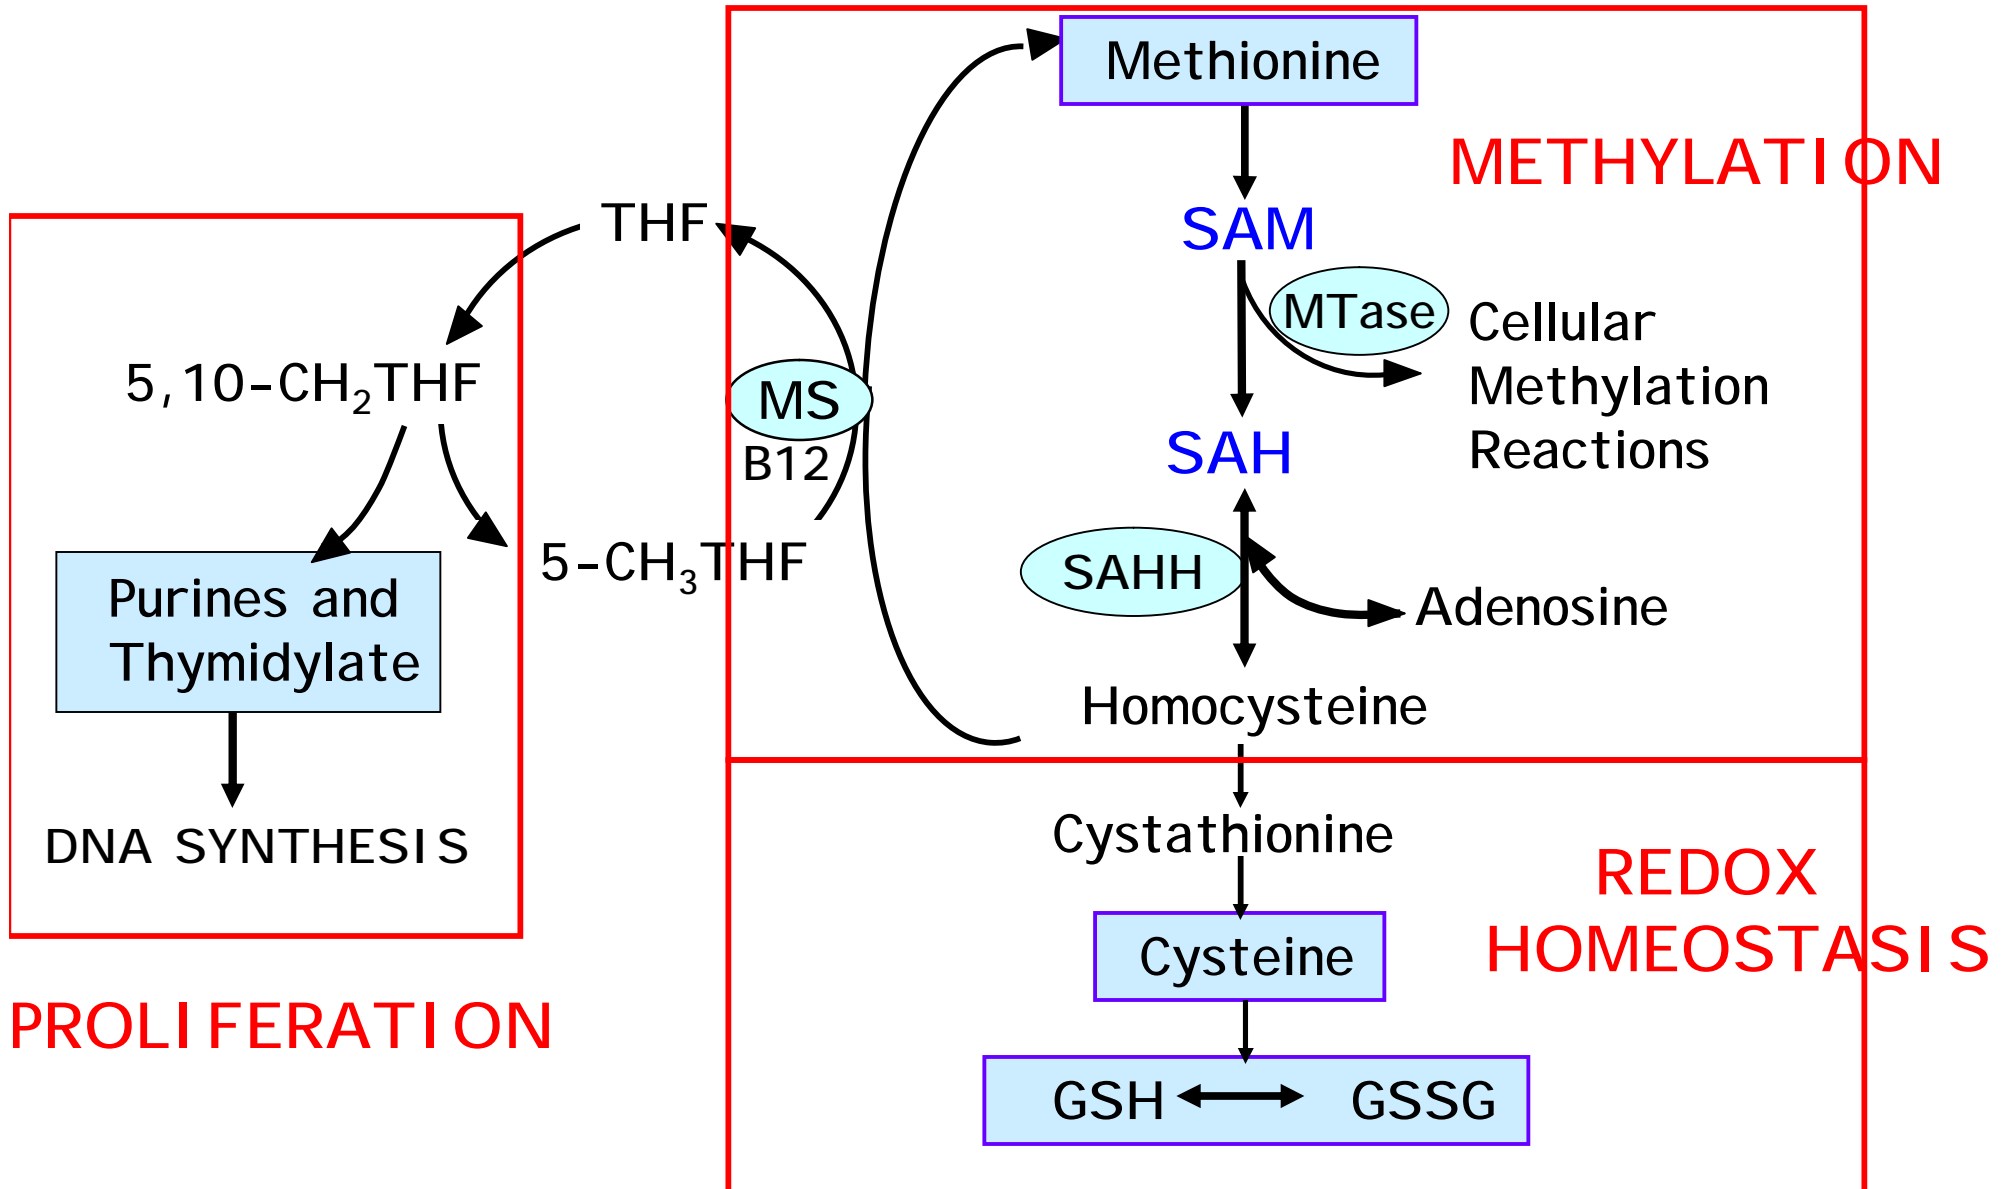 Methionine
METHYLATION
THF
SAM
MTase
Cellular
Methylation
Reactions
5,10-CH₂THF
MS
B12
SAH
5-CH₃THF
SAHH
Adenosine
Purines and
Thymidylate
Homocysteine
DNA SYNTHESIS
Cystathionine
REDOX
HOMEOSTASIS
Cysteine
PROLIFERATION
GSH
GSSG